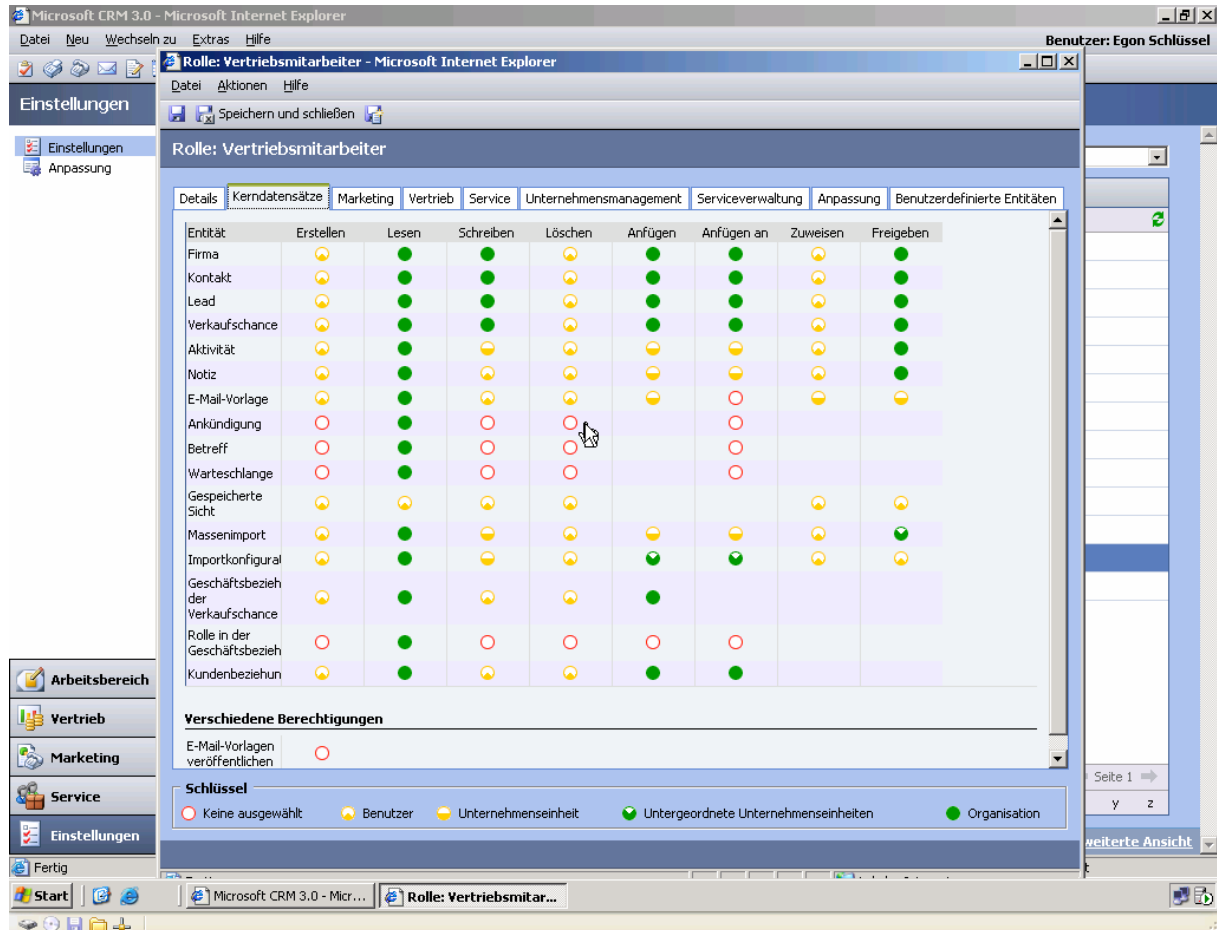 Microsoft CRM 3.0 - Microsoft Internet Explorer
Datei Neu Wechseln zu Extras Hilfe
Benutzer: Egon Schlüssel
Rolle: Vertriebsmitarbeiter - Microsoft Internet Explorer
Datei Aktionen Hilfe
Einstellungen
Speichern und schließen
Einstellungen
Anpassung
Rolle: Vertriebsmitarbeiter
Details Kerndatensätze Marketing Vertrieb Service Unternehmensmanagement Serviceverwaltung Anpassung Benutzerdefinierte Entitäten
Entität Erstellen Lesen Schreiben Löschen Anfügen Anfügen an Zuweisen Freigeben
Firma
Kontakt
Lead
Verkaufschance
Aktivität
Notiz
E-Mail-Vorlage
Ankündigung
Betreff
Warteschlange
Gespeicherte
Sicht
Massenimport
Importkonfigurat
Geschäftsbezieh
der
Verkaufschance
Rolle in der
Geschäftsbezieh
Kundenbeziehun
Verschiedene Berechtigungen
E-Mail-Vorlagen
veröffentlichen
Schlüssel
Keine ausgewählt Benutzer Unternehmenseinheit Untergeordnete Unternehmenseinheiten Organisation
Arbeitsbereich
Vertrieb
Marketing
Service
Einstellungen
Seite 1
y z
weiterte Ansicht
Fertig
Start Microsoft CRM 3.0 - Micr... Rolle: Vertriebsmitar...